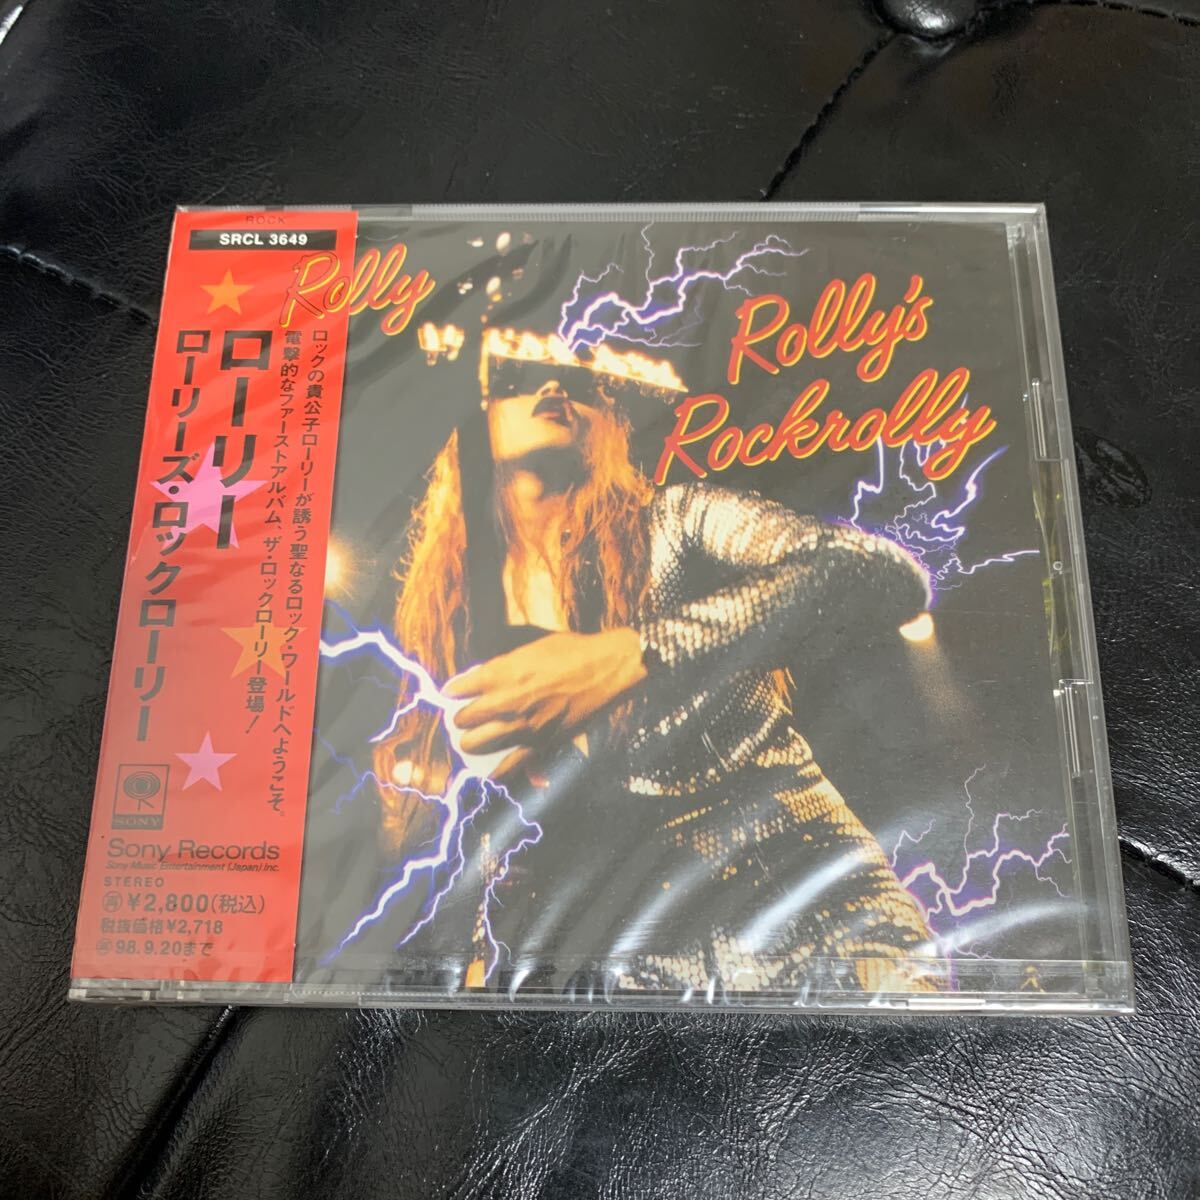 ROCK
SRCL 3649
Rolly
ローリー
ローリーズ・ロックローリー
ロックの貴公子ローリーが誘う聖なるロック・ワールドへようこそ。
電撃的なファーストアルバム、ザ・ロックローリー登場！
SONY
Sony Records
Sony Music Entertainment (Japan) Inc.
STEREO
再¥2,800(税込)
税抜価格¥2,718
98.9.20まで
Rolly's
Rockrolly